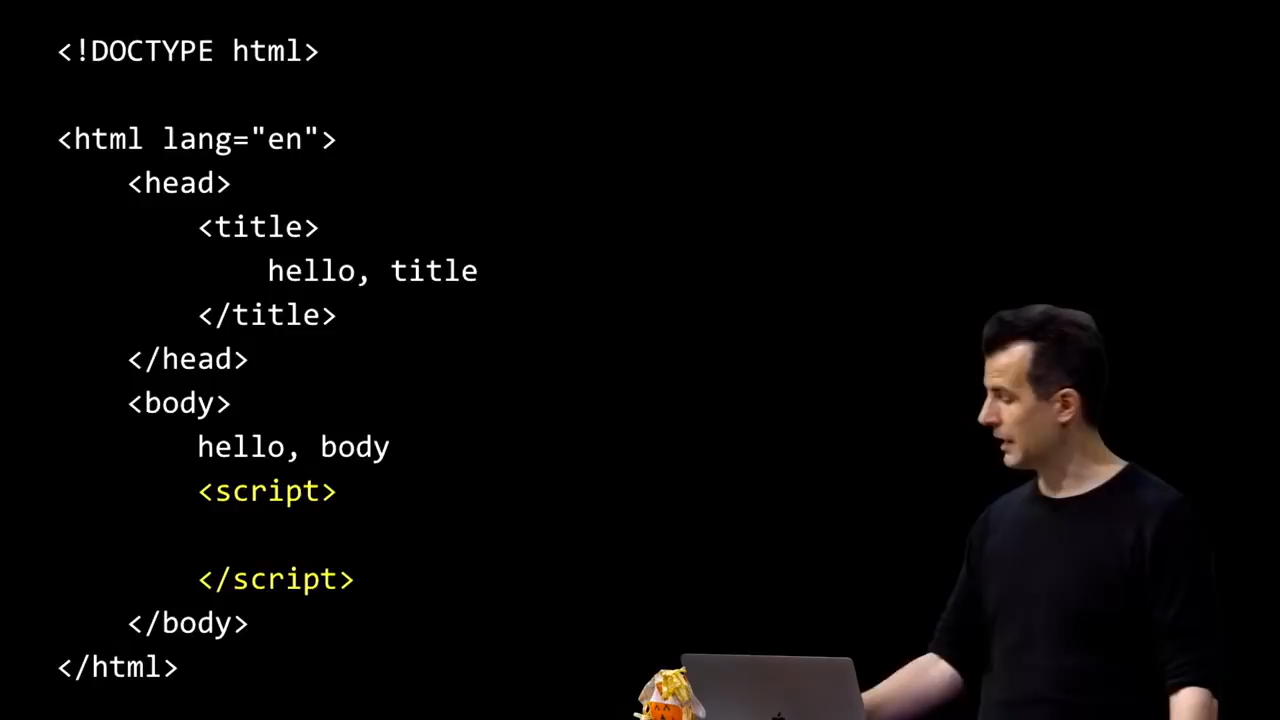 <!DOCTYPE html>
<html lang="en">
<head>
<title>
hello, title
</title>
</head>
<body>
hello, body
<script>
</script>
</body>
</html>